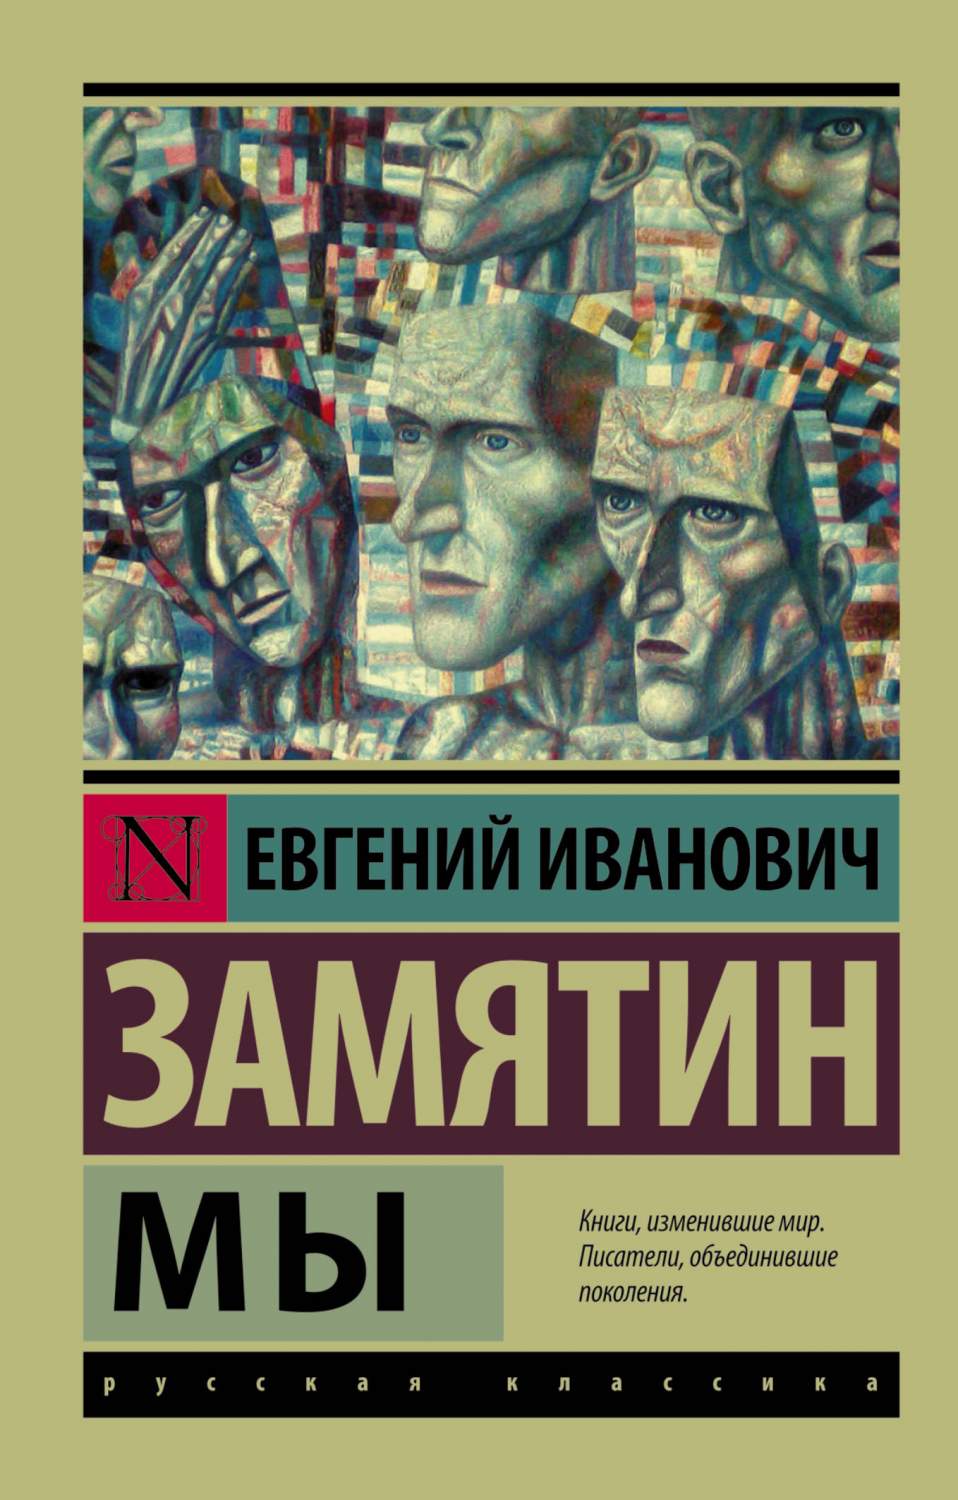 N
ЕВГЕНИЙ ИВАНОВИЧ
ЗАМЯТИН
МЫ
Книги, изменившие мир.
Писатели, объединившие
поколения.
русская классика